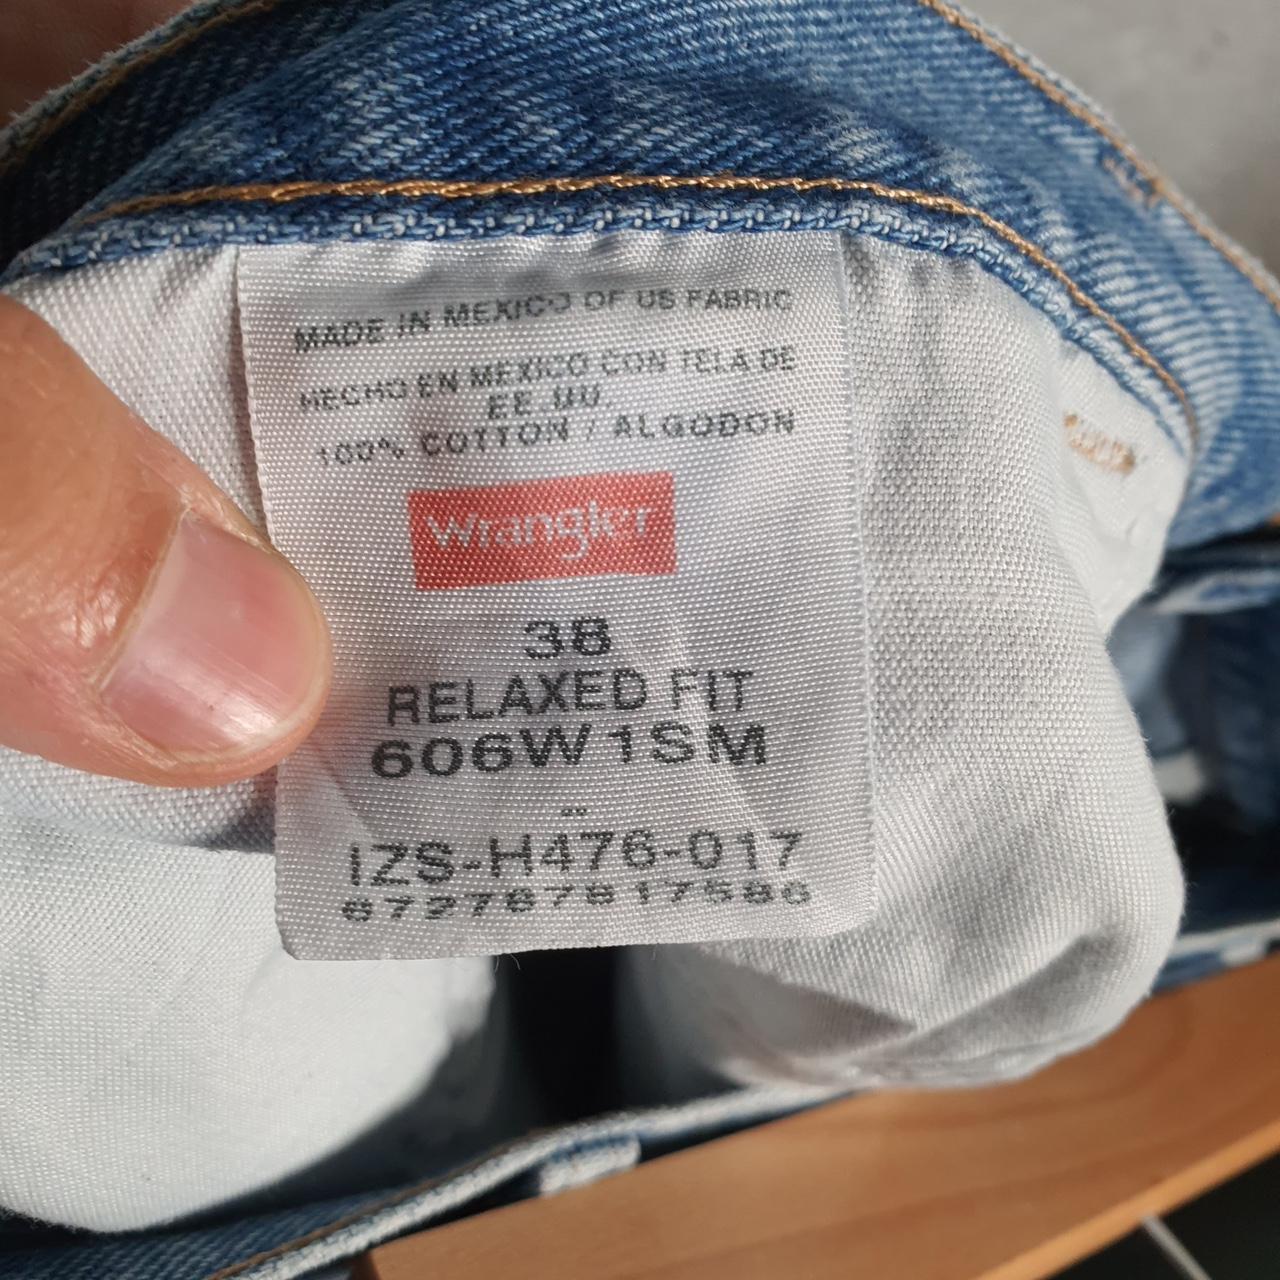 MADE IN MEXICO OF US FABRIC
HECHO EN MEXICO CON TELA DE
EE.UU.
100% COTTON / ALGODON
Wrangler
38
RELAXED FIT
606W1SM
--
IZS-H476-017
872787817586